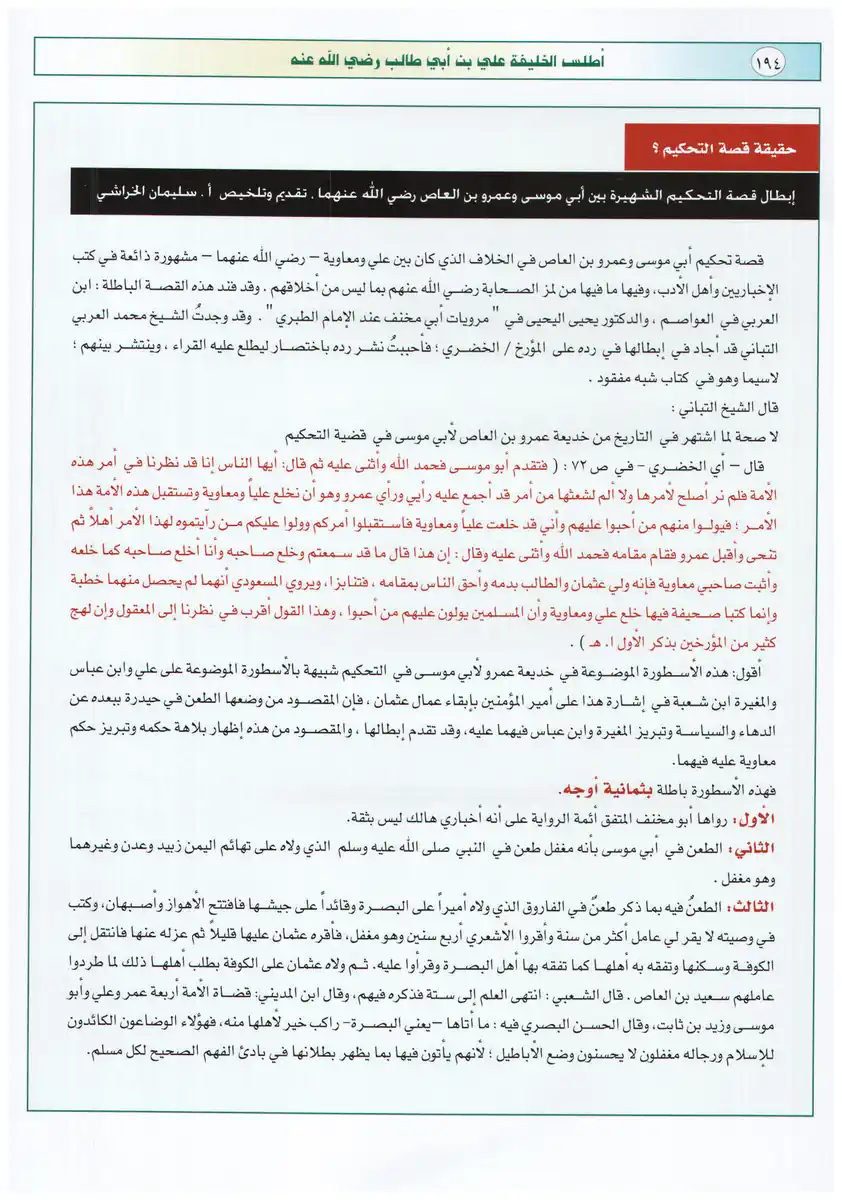 ١٩٤
أطلس الخليفة علي بن أبي طالب رضي الله عنه
حقيقة قصة التحكيم ؟
إبطال قصة التحكيم الشهيرة بين أبي موسى وعمرو بن العاص رضي الله عنهما . تقديم وتلخيص أ. سليمان الخراشي
قصة تحكيم أبي موسى وعمرو بن العاص في الخلاف الذي كان بين علي ومعاوية – رضي الله عنهما – مشهورة ذائعة في كتب
الإخباريين وأهل الأدب، وفيها ما فيها من لمز الصحابة رضي الله عنهم بما ليس من أخلاقهم . وقد فند هذه القصة الباطلة : ابن
العربي في العواصم ، والدكتور يحيى اليحيى في " مرويات أبي مخنف عند الإمام الطبري " . وقد وجدتُ الشيخ محمد العربي
التباني قد أجاد في إبطالها في رده على المؤرخ / الخضري ؛ فأحببتُ نشر رده باختصار ليطلع عليه القراء ، وينتشر بينهم ؛
لاسيما وهو في كتاب شبه مفقود .
قال الشيخ التباني :
لا صحة لما اشتهر في التاريخ من خديعة عمرو بن العاص لأبي موسى في قضية التحكيم
قال – أي الخضري - في ص ٧٢ : ( فتقدم أبو موسى فحمد الله وأثنى عليه ثم قال: أيها الناس إنا قد نظرنا في أمر هذه
الأمة فلم نر أصلح لأمرها ولا ألم لشعثها من أمر قد أجمع عليه رأيي ورأي عمرو وهو أن نخلع علياً ومعاوية وتستقبل هذه الأمة هذا
الأمر ؛ فيولوا منهم من أحبوا عليهم وأني قد خلعت علياً ومعاوية فاستقبلوا أمركم وولوا عليكم من رأيتموه لهذا الأمر أهلاً ثم
تنحى وأقبل عمرو فقام مقامه فحمد الله وأثنى عليه وقال : إن هذا قال ما قد سمعتم وخلع صاحبه وأنا أخلع صاحبه كما خلعه
وأثبت صاحبي معاوية فإنه ولي عثمان والطالب بدمه وأحق الناس بمقامه ، فتنابزا، ويروي المسعودي أنهما لم يحصل منهما خطبة
وإنما كتبا صحيفة فيها خلع علي ومعاوية وأن المسلمين يولون عليهم من أحبوا ، وهذا القول أقرب في نظرنا إلى المعقول وإن لهج
كثير من المؤرخين بذكر الأول ا. هـ ) .
أقول: هذه الأسطورة الموضوعة في خديعة عمرو لأبي موسى في التحكيم شبيهة بالأسطورة الموضوعة على علي وابن عباس
والمغيرة ابن شعبة في إشارة هذا على أمير المؤمنين بإبقاء عمال عثمان ، فإن المقصود من وضعها الطعن في حيدرة ببعده عن
الدهاء والسياسة وتبريز المغيرة وابن عباس فيهما عليه، وقد تقدم إبطالها ، والمقصود من هذه إظهار بلاهة حكمه وتبريز حكم
معاوية عليه فيهما.
فهذه الأسطورة باطلة بثمانية أوجه.
الأول: رواها أبو مخنف المتفق أئمة الرواية على أنه أخباري هالك ليس بثقة.
الثاني: الطعن في أبي موسى بأنه مغفل طعن في النبي صلى الله عليه وسلم الذي ولاه على تهائم اليمن زبيد وعدن وغيرهما
وهو مغفل .
الثالث: الطعنُ فيه بما ذكر طعنٌ في الفاروق الذي ولاه أميراً على البصرة وقائداً على جيشها فافتتح الأهواز وأصبهان، وكتب
في وصيته لا يقر لي عامل أكثر من سنة وأقروا الأشعري أربع سنين وهو مغفل، فأقره عثمان عليها قليلاً ثم عزله عنها فانتقل إلى
الكوفة وسكنها وتفقه به أهلها كما تفقه بها أهل البصرة وقرأوا عليه. ثم ولاه عثمان على الكوفة بطلب أهلها ذلك لما طردوا
عاملهم سعيد بن العاص . قال الشعبي : انتهى العلم إلى ستة فذكره فيهم، وقال ابن المديني: قضاة الأمة أربعة عمر وعلي وأبو
موسى وزيد بن ثابت، وقال الحسن البصري فيه : ما أتاها –يعني البصرة- راكب خير لأهلها منه، فهؤلاء الوضاعون الكائدون
للإسلام ورجاله مغفلون لا يحسنون وضع الأباطيل ؛ لأنهم يأتون فيها بما يظهر بطلانها في بادئ الفهم الصحيح لكل مسلم.